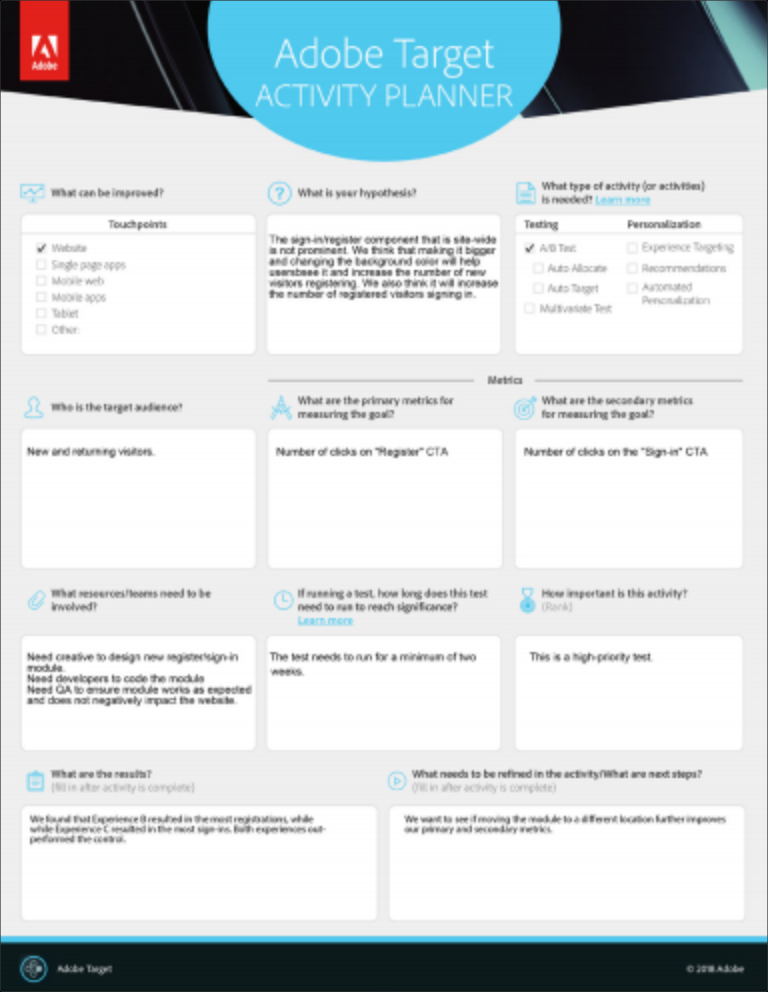 Adobe
Adobe Target
ACTIVITY PLANNER
What can be improved?
Touchpoints
Website
Single page apps
Mobile web
Mobile apps
Tablet
Other:
What is your hypothesis?
The sign-in/register component that is site-wide
is not prominent. We think that making it bigger
and changing the background color will help
usersbsee it and increase the number of new
visitors registering. We also think it will increase
the number of registered visitors signing in.
What type of activity (or activities)
is needed? Learn more
Testing
A/B Test
Auto Allocate
Auto Target
Multivariate Test
Personalization
Experience Targeting
Recommendations
Automated
Personalization
Metrics
Who is the target audience?
New and returning visitors.
What are the primary metrics for
measuring the goal?
Number of clicks on "Register" CTA
What are the secondary metrics
for measuring the goal?
Number of clicks on the "Sign-in" CTA
What resources/teams need to be
involved?
Need creative to design new register/sign-in
module.
Need developers to code the module
Need QA to ensure module works as expected
and does not negatively impact the website.
If running a test, how long does this test
need to run to reach significance?
Learn more
The test needs to run for a minimum of two
weeks.
How important is this activity?
(Rank)
This is a high-priority test.
What are the results?
(fill in after activity is complete)
We found that Experience B resulted in the most registrations, while
while Experience C resulted in the most sign-ins. Both experiences out-
performed the control.
What needs to be refined in the activity/What are next steps?
(fill in after activity is complete)
We want to see if moving the module to a different location further improves
our primary and secondary metrics.
Adobe Target
© 2018 Adobe